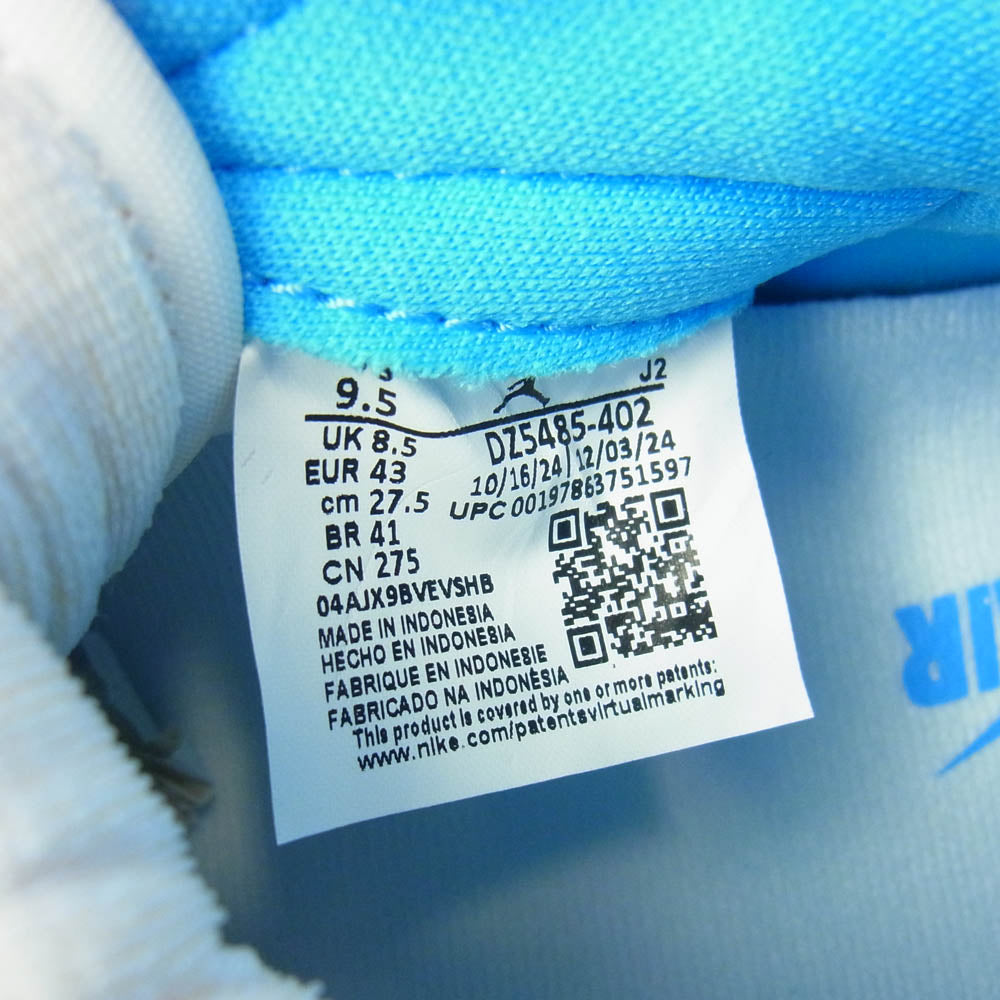 9.5
J2
UK 8.5
EUR 43
cm 27.5
BR 41
CN 275
DZ5485-402
10/16/24 | 12/03/24
UPC 00197863751597
04AJX9BVEVSHB
MADE IN INDONESIA
HECHO EN INDONESIA
FABRIQUE EN INDONESIE
FABRICADO NA INDONÉSIA
This product is covered by one or more patents:
www.nike.com/patentsvirtualmarking